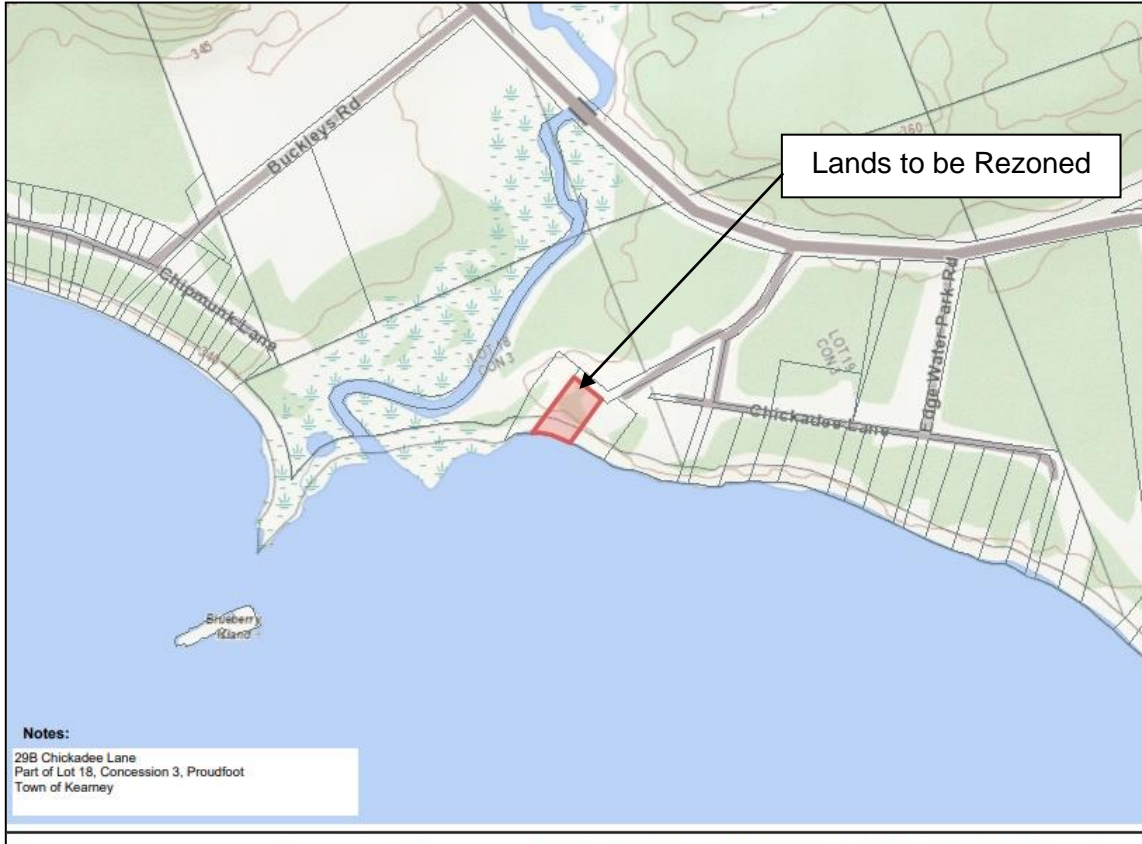 345
Buckleys Rd
360
Lands to be Rezoned
Chipmunk Lane
340
LOT 18
CON 3
LOT 19
Edge Water Park Rd
Chickadee Lane
Blueberry
Island
Notes:
29B Chickadee Lane
Part of Lot 18, Concession 3, Proudfoot
Town of Kearney